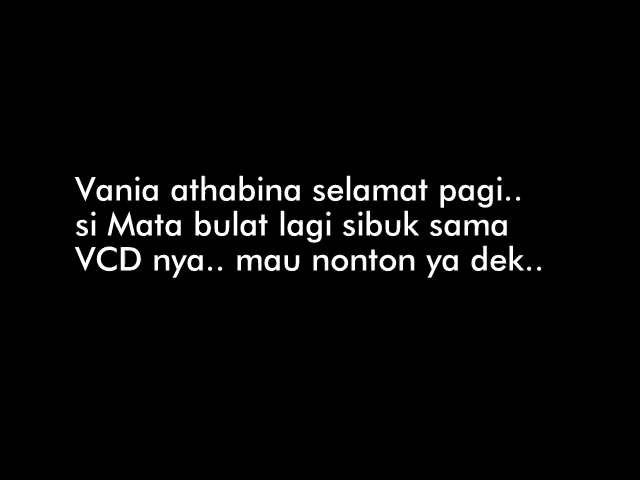 Vania athabina selamat pagi..
si Mata bulat lagi sibuk sama
VCD nya.. mau nonton ya dek..